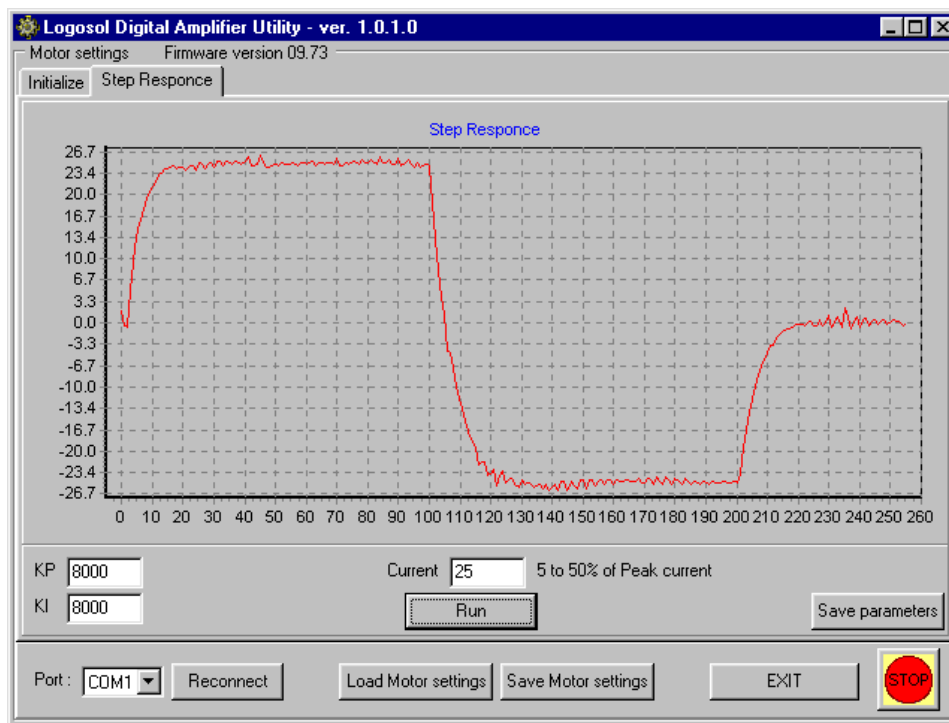 Logosol Digital Amplifier Utility - ver. 1.0.1.0
Motor settings Firmware version 09.73
Initialize Step Responce
Step Responce
26.7
23.4
20.0
16.7
13.4
10.0
6.7
3.3
0.0
-3.3
-6.7
-10.0
-13.4
-16.7
-20.0
-23.4
-26.7
0 10 20 30 40 50 60 70 80 90 100 110 120 130 140 150 160 170 180 190 200 210 220 230 240 250 260
KP 8000 Current 25 5 to 50% of Peak current
KI 8000 Run Save parameters
Port : COM1 Reconnect Load Motor settings Save Motor settings EXIT STOP